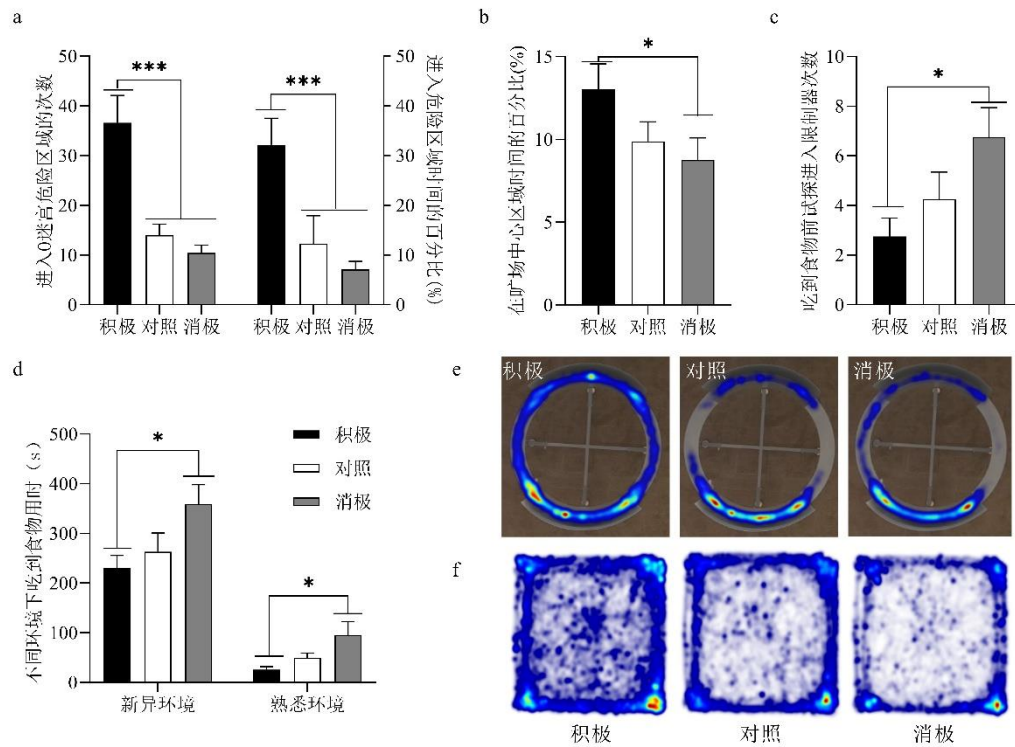 a
b
c
进入0迷宫危险区域的次数
50
40
30
20
10
0
***
***
积极 对照 消极
积极 对照 消极
50
40
30
20
10
0
进入危险区域时间的百分比(%)
在旷场中心区域时间的百分比(%)
15
10
5
0
*
积极 对照 消极
吃到食物前试探进入限制器次数
10
8
6
4
2
0
*
积极 对照 消极
d
不同环境下吃到食物用时（s）
500
400
300
200
100
0
*
*
积极
对照
消极
新异环境 熟悉环境
e
积极 对照 消极
f
积极 对照 消极